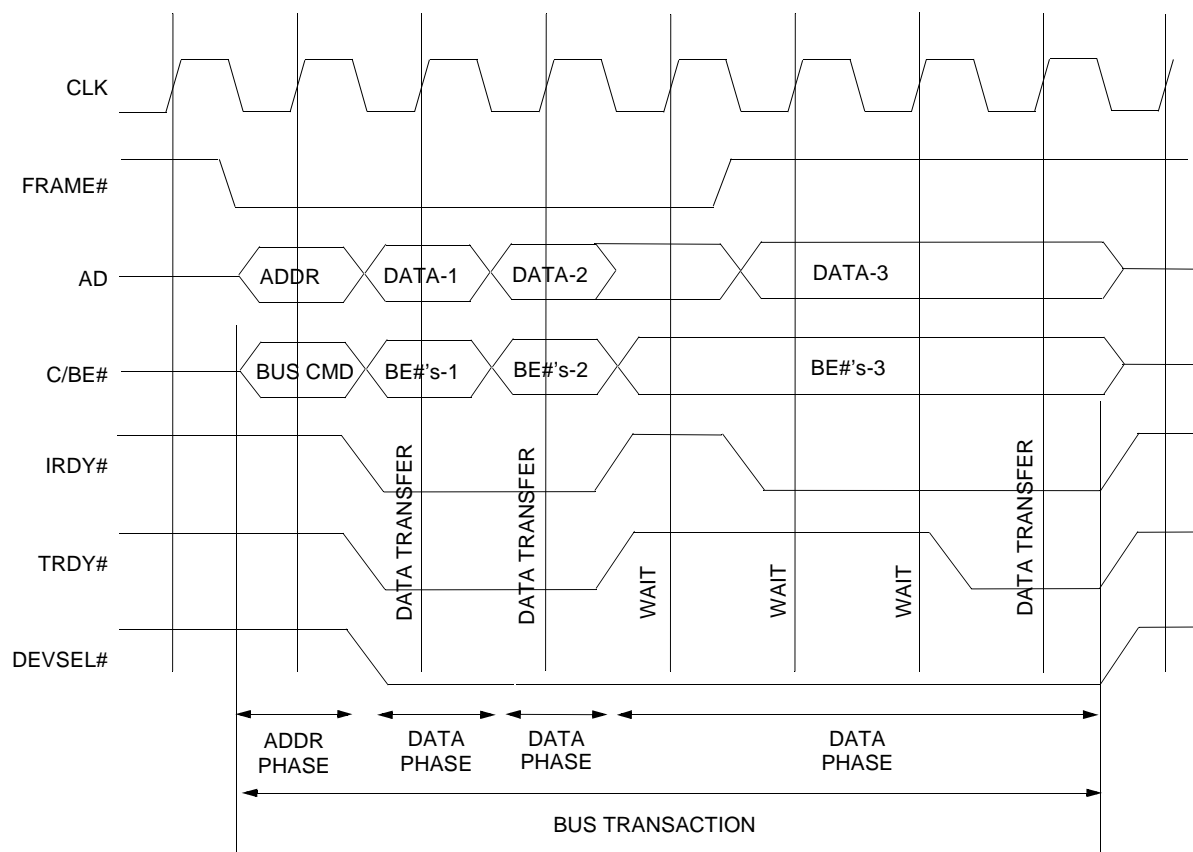 CLK
FRAME#
AD
ADDR
DATA-1
DATA-2
DATA-3
C/BE#
BUS CMD
BE#'s-1
BE#'s-2
BE#'s-3
IRDY#
TRDY#
DATA TRANSFER
DATA TRANSFER
WAIT
WAIT
WAIT
DATA TRANSFER
DEVSEL#
ADDR
PHASE
DATA
PHASE
DATA
PHASE
DATA
PHASE
BUS TRANSACTION